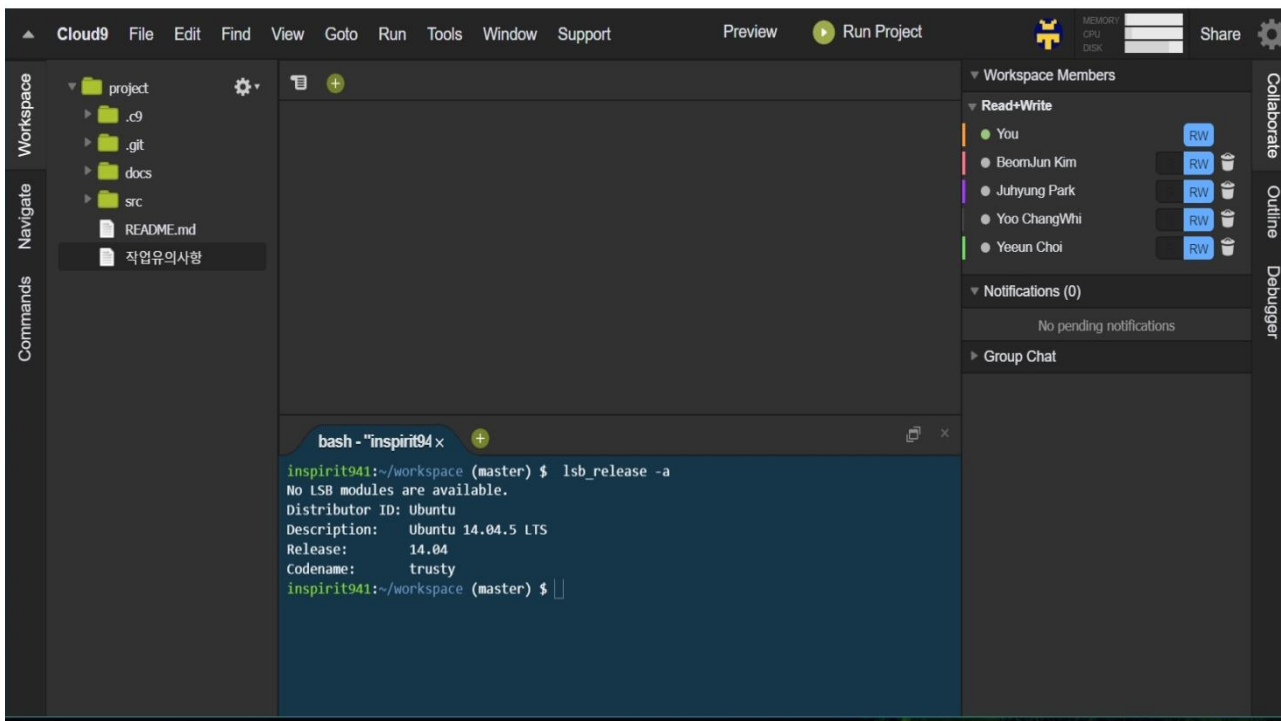 Cloud9 File Edit Find View Goto Run Tools Window Support Preview Run Project MEMORY CPU DISK Share
Workspace
Navigate
Commands
project
.c9
.git
docs
src
README.md
작업유의사항
bash - "inspirit94 ×
inspirit941:~/workspace (master) $ lsb_release -a
No LSB modules are available.
Distributor ID: Ubuntu
Description: Ubuntu 14.04.5 LTS
Release: 14.04
Codename: trusty
inspirit941:~/workspace (master) $
Workspace Members
Read+Write
You RW
BeomJun Kim RW
Juhyung Park RW
Yoo ChangWhi RW
Yeeun Choi RW
Notifications (0)
No pending notifications
Group Chat
Collaborate
Outline
Debugger